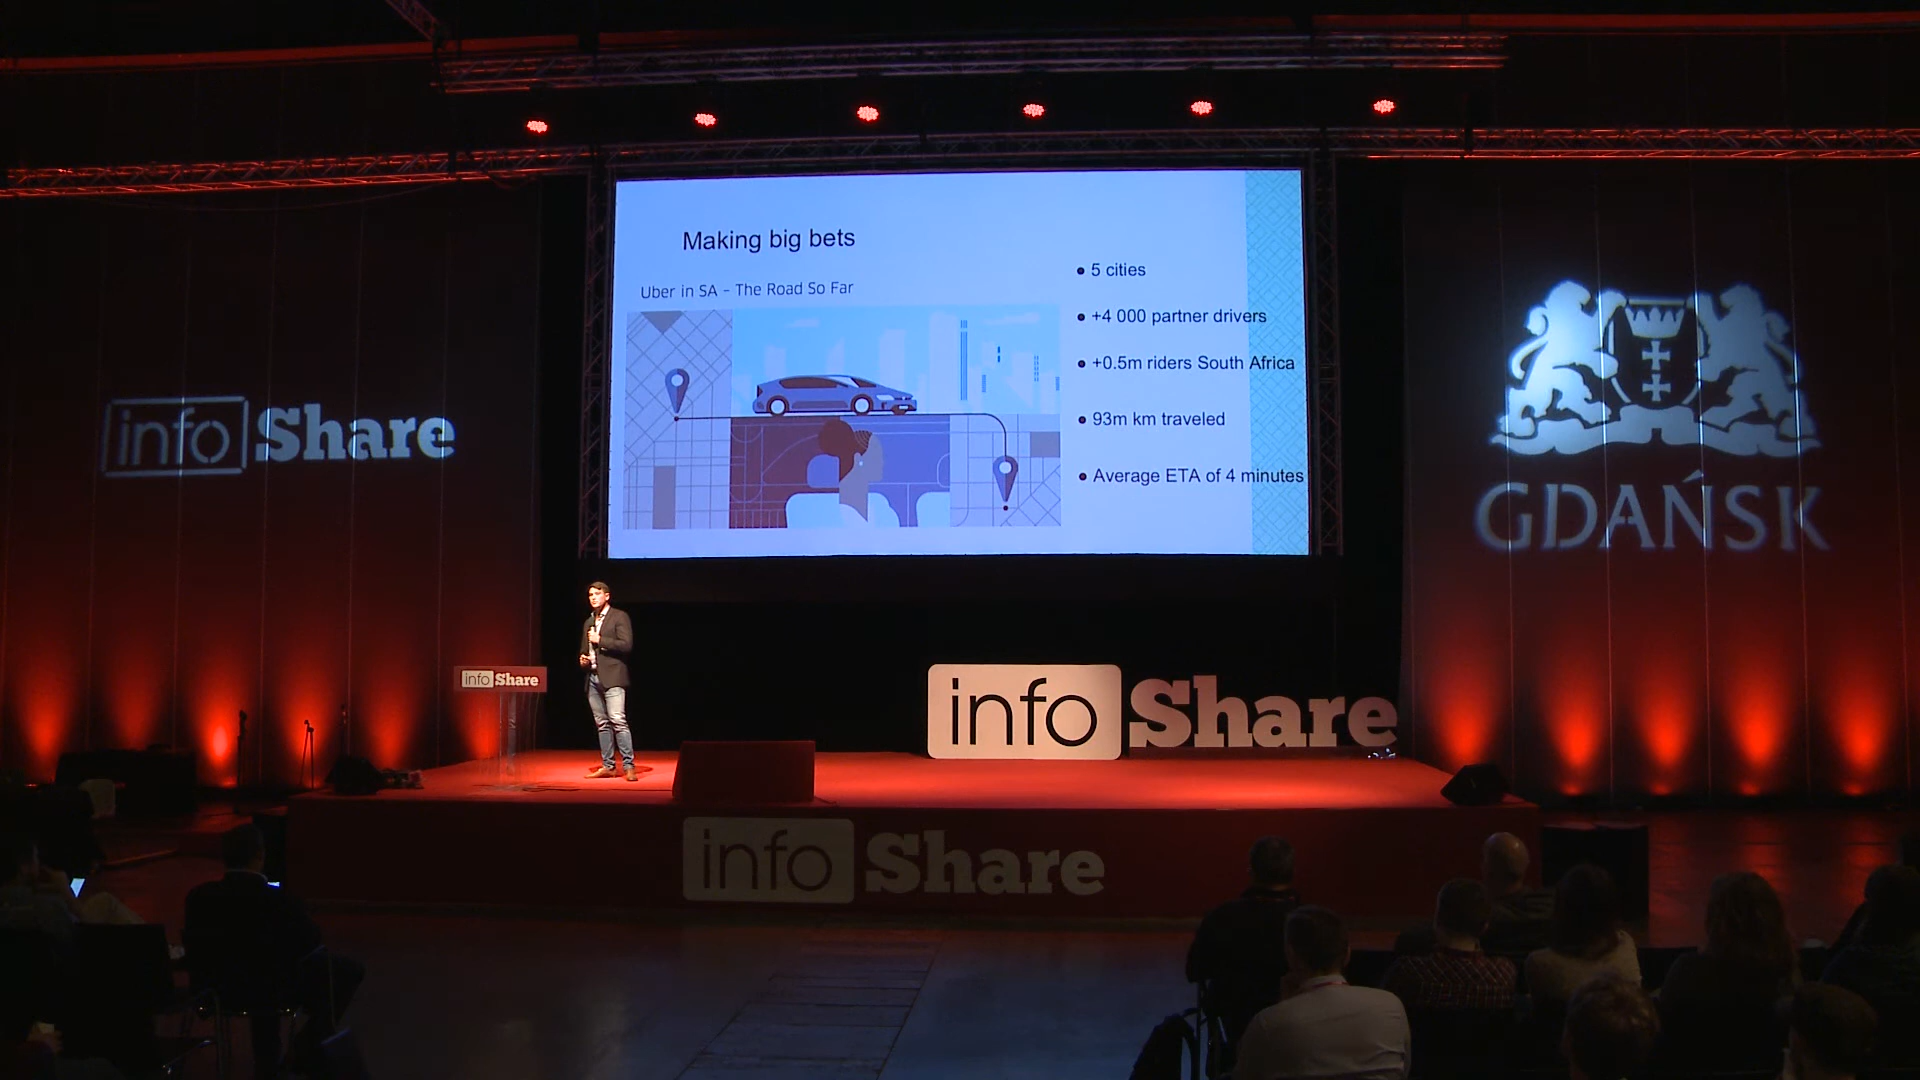 Making big bets
Uber in SA – The Road So Far
• 5 cities
• +4 000 partner drivers
• +0.5m riders South Africa
• 93m km traveled
• Average ETA of 4 minutes
info Share
GDAŃSK
info Share
info Share
info Share